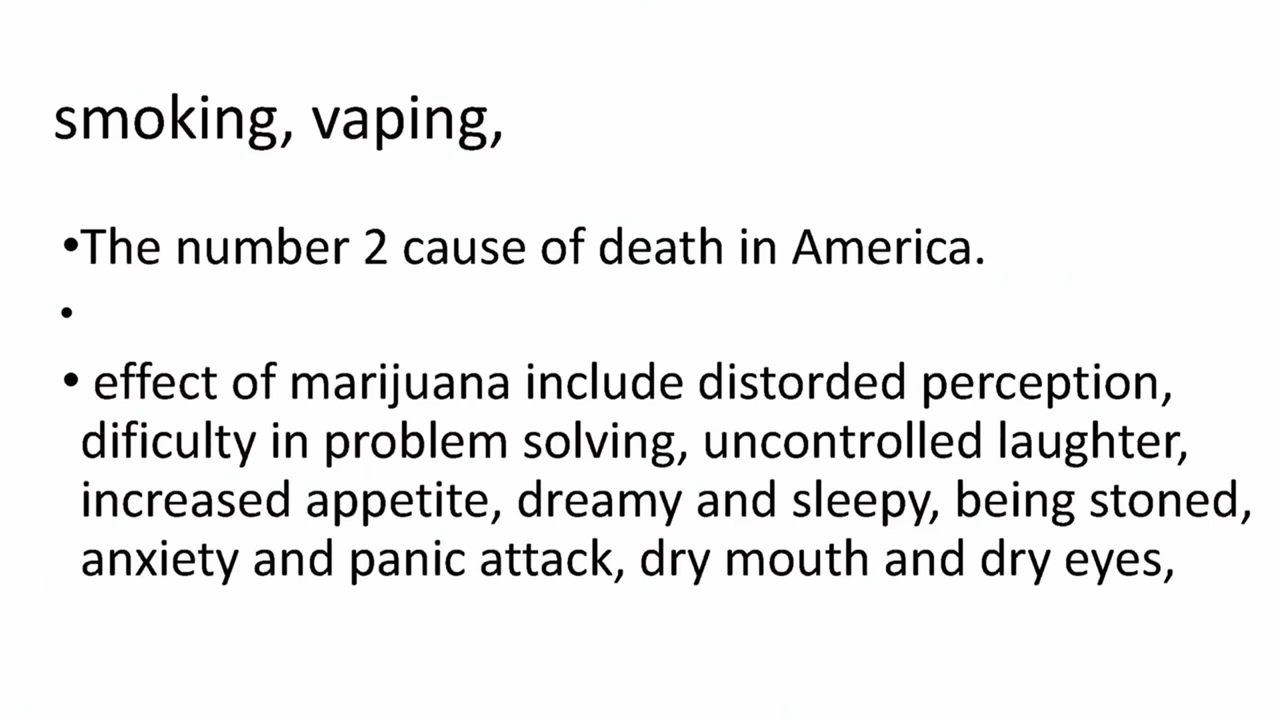 smoking, vaping,
•The number 2 cause of death in America.
•
• effect of marijuana include distorded perception,
dificulty in problem solving, uncontrolled laughter,
increased appetite, dreamy and sleepy, being stoned,
anxiety and panic attack, dry mouth and dry eyes,